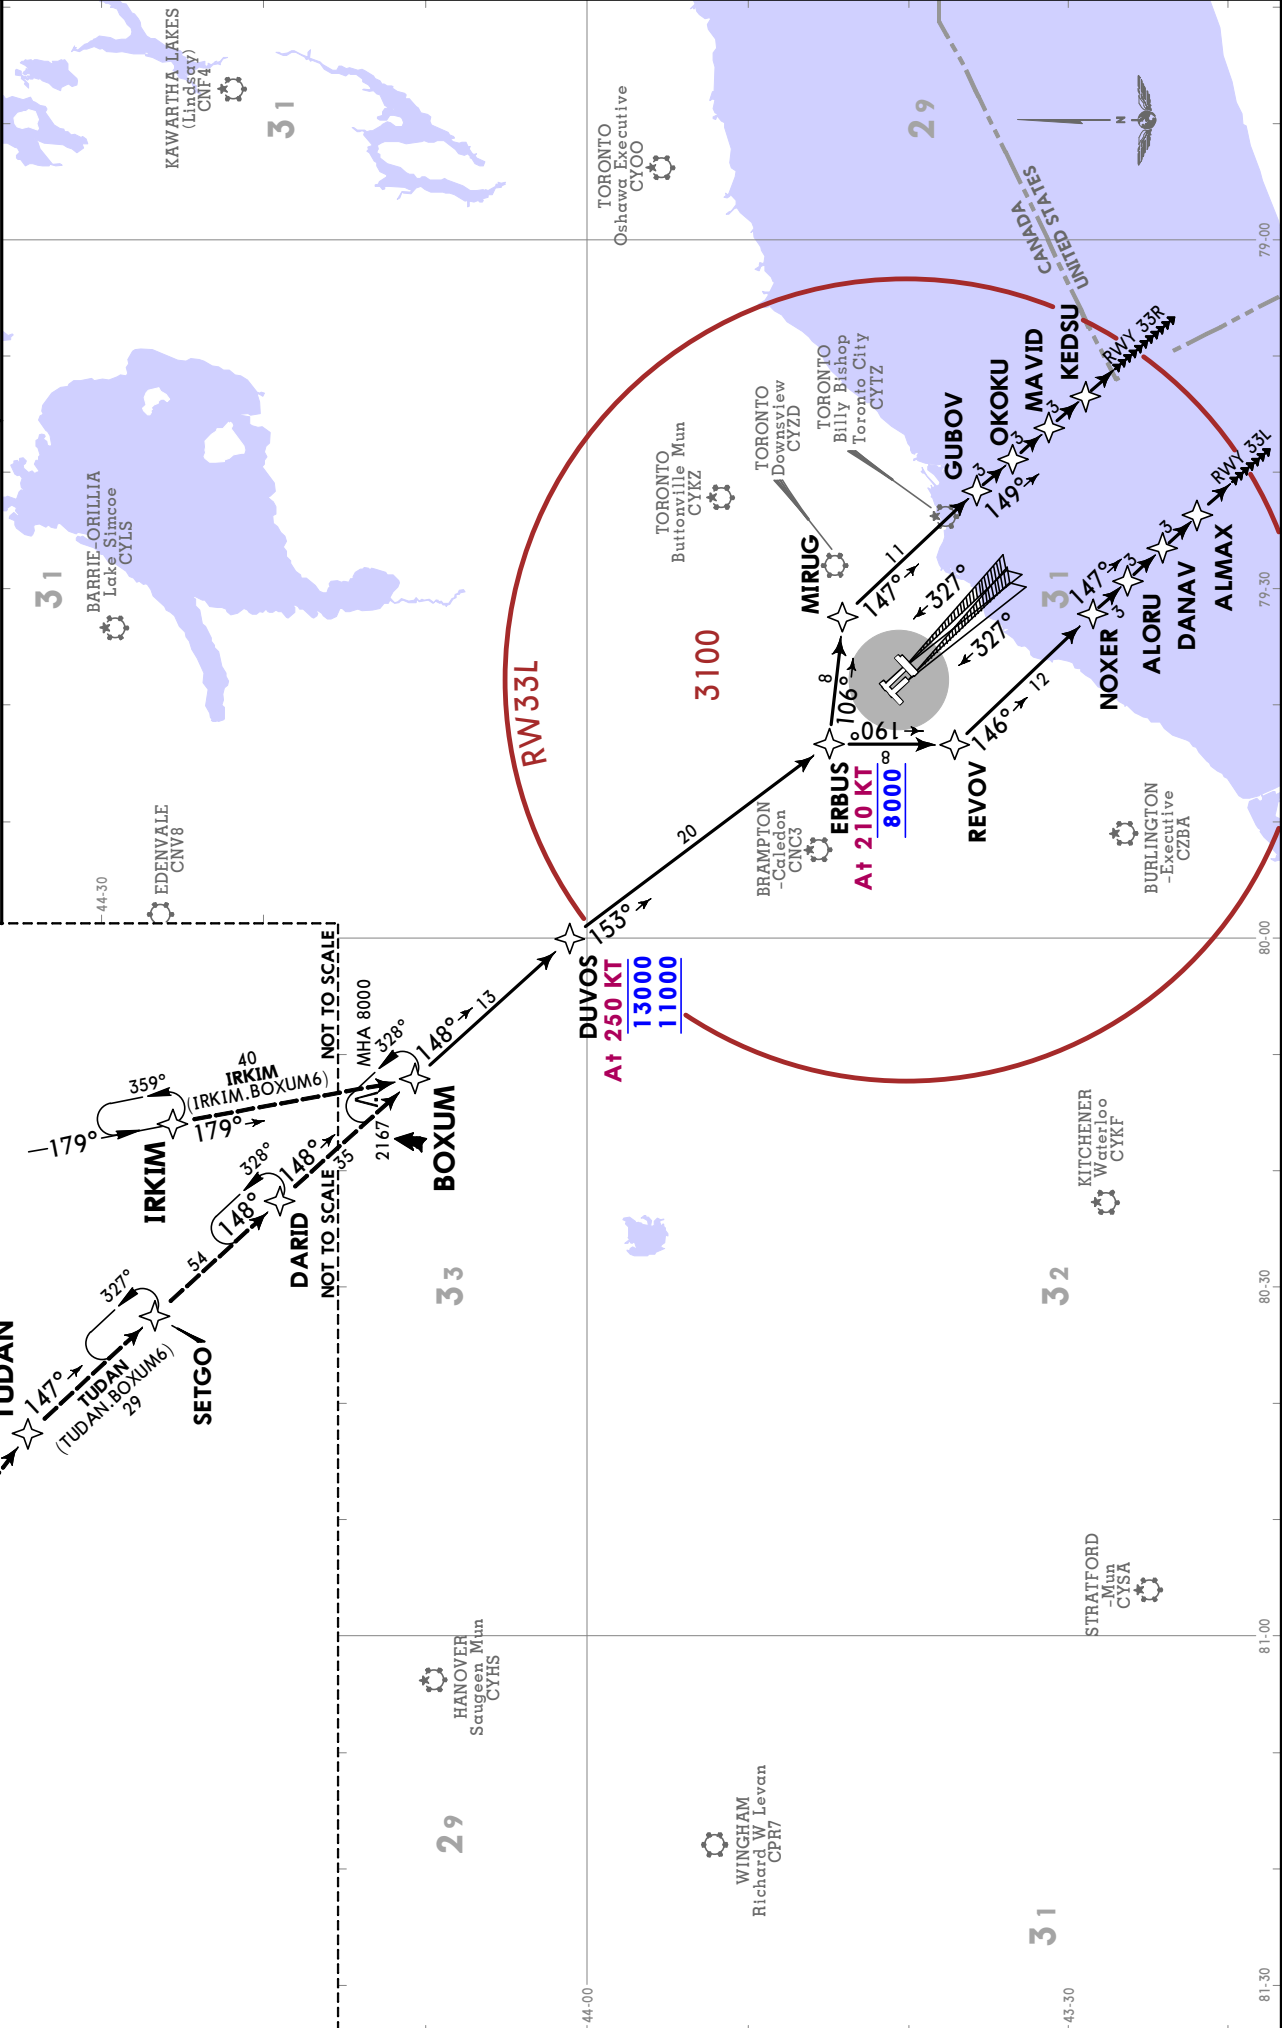 KAWARTHA LAKES
(Lindsay)
CNF4
31
TORONTO
Oshawa Executive
CYOO
29
N
CANADA
UNITED STATES
79-00
BARRIE-ORILLIA
Lake Simcoe
CYLS
31
EDENVALE
CNV8
44-30
RW33L
3100
TORONTO
Buttonville Mun
CYKZ
TORONTO
Downsview
CYZD
TORONTO
Billy Bishop
Toronto City
CYTZ
GUBOV
OKOKU
MAVID
KEDSU
RWY 33R
3
3
3
149°
MIRUG
11
147°
327°
327°
31
79-30
8
106°
190°
8
ERBUS
At 210 KT
8000
REVOV
146°
12
147°
NOXER
ALORU
DANAV
ALMAX
3
3
3
RWY 33L
BRAMPTON
-Caledon
CNC3
BURLINGTON
-Executive
CZBA
20
153°
DUVOS
At 250 KT
13000
11000
80-00
NOT TO SCALE
MHA 8000
328°
148°
13
BOXUM
2167
40
IRKIM
(IRKIM.BOXUM6)
359°
179°
179°
IRKIM
328°
148°
35
148°
DARID
NOT TO SCALE
54
327°
SETGO
147°
TUDAN
(TUDAN.BOXUM6)
29
TUDAN
33
KITCHENER
Waterloo
CYKF
32
80-30
STRATFORD
-Mun
CYSA
HANOVER
Saugeen Mun
CYHS
81-00
29
WINGHAM
Richard W Levan
CPR7
31
44-00
43-30
81-30